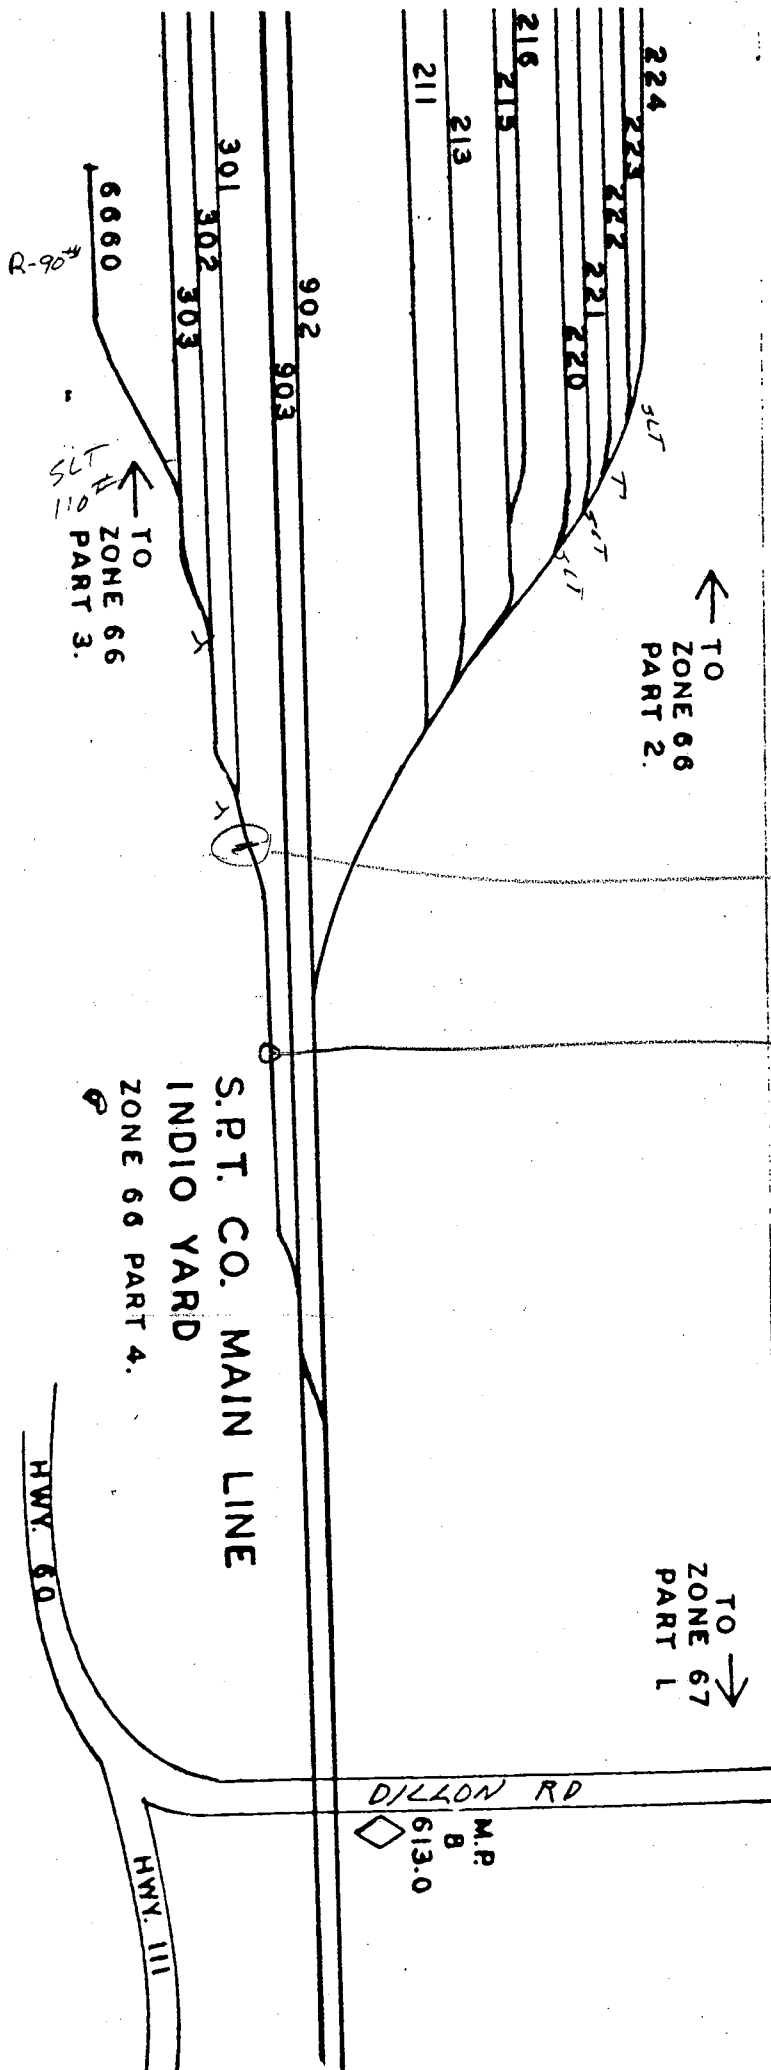 224
223
222
221
220
216
215
213
211
902
903
301
302
303
6660
R-90#
SLT
110#
SLT
T
SLT
SLT
← TO
ZONE 66
PART 2.
← TO
ZONE 66
PART 3.
TO →
ZONE 67
PART 1
S.P.T. CO. MAIN LINE
INDIO YARD
ZONE 66 PART 4.
DILLON RD
M.P.
B
613.0
HWY. 60
HWY. 111